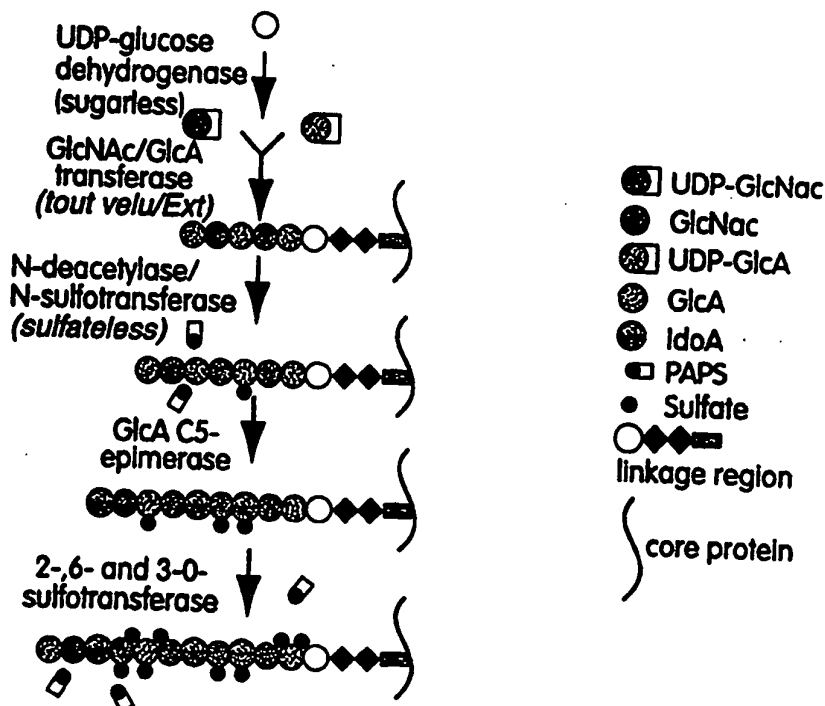 UDP-glucose
dehydrogenase
(sugarless)
GlcNAc/GlcA
transferase
(tout velu/Ext)
N-deacetylase/
N-sulfotransferase
(sulfateless)
GlcA C5-
epimerase
2-,6- and 3-0-
sulfotransferase
UDP-GlcNac
GlcNac
UDP-GlcA
GlcA
IdoA
PAPS
Sulfate
linkage region
core protein